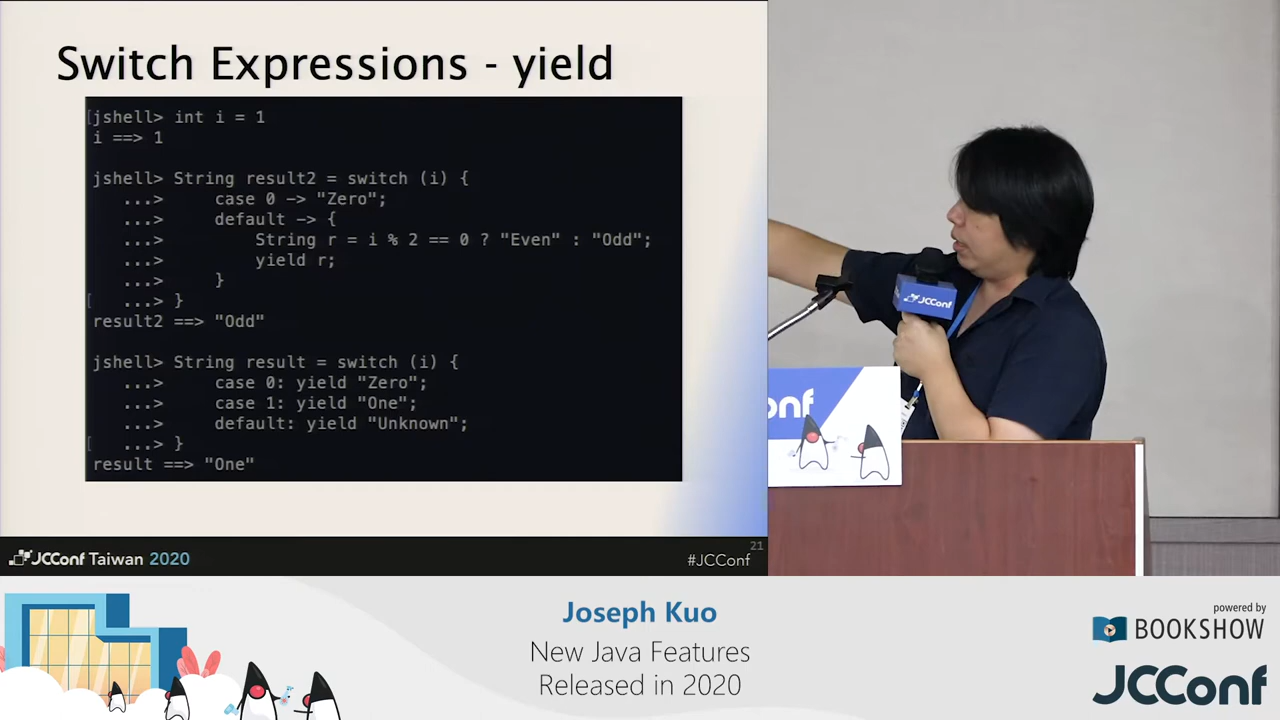 Switch Expressions - yield
[jshell> int i = 1
i ==> 1
jshell> String result2 = switch (i) {
...> case 0 -> "Zero";
...> default -> {
...> String r = i % 2 == 0 ? "Even" : "Odd";
...> yield r;
...> }
[ ...> }
result2 ==> "Odd"
jshell> String result = switch (i) {
...> case 0: yield "Zero";
...> case 1: yield "One";
...> default: yield "Unknown";
[ ...> }
result ==> "One"
JCConf Taiwan 2020
#JCConf
21
JCConf
onf
Joseph Kuo
New Java Features
Released in 2020
powered by
BOOKSHOW
JCConf